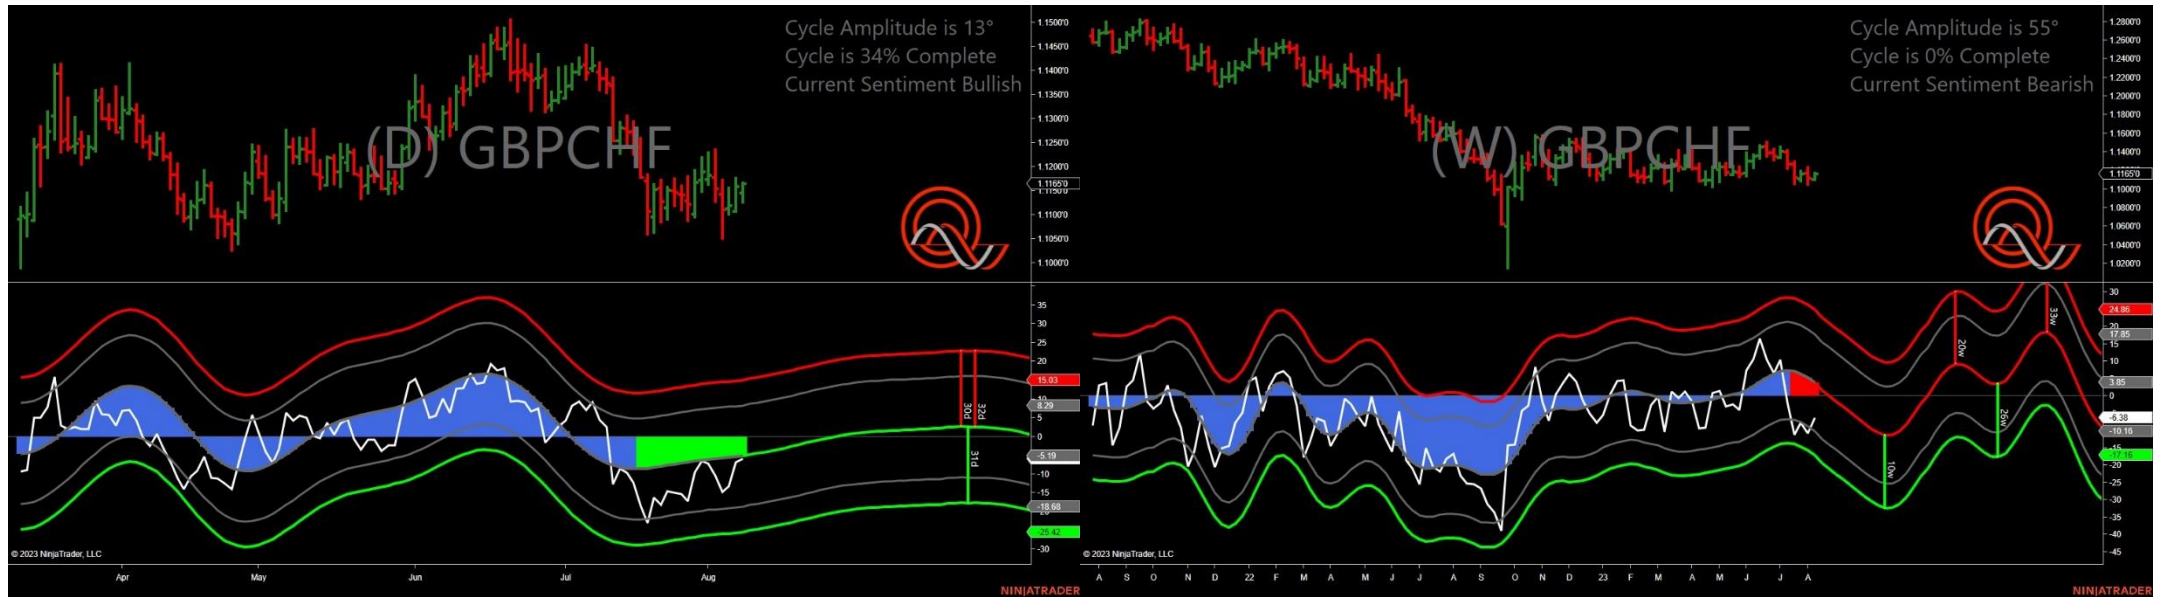 Cycle Amplitude is 13°
Cycle is 34% Complete
Current Sentiment Bullish
(D) GBPCHF
1.1500'0
1.1450'0
1.1400'0
1.1350'0
1.1300'0
1.1250'0
1.1200'0
1.1165'0
1.1150'0
1.1100'0
1.1050'0
1.1000'0
35
30
25
20
15.03
10
8.29
5
0
-5.19
-10
-15
-18.68
-25.42
-30
30d
32d
31d
© 2023 NinjaTrader, LLC
Apr May Jun Jul Aug
NINJATRADER
Cycle Amplitude is 55°
Cycle is 0% Complete
Current Sentiment Bearish
(W) GBPCHF
1.2800'0
1.2600'0
1.2400'0
1.2200'0
1.2000'0
1.1800'0
1.1600'0
1.1400'0
1.1165'0
1.1000'0
1.0800'0
1.0600'0
1.0400'0
1.0200'0
30
24.86
20
17.85
15
10
3.85
0
-6.38
-10.16
-15
-17.16
-20
-25
-30
-35
-40
-45
10w
20w
26w
33w
© 2023 NinjaTrader, LLC
A S O N D 22 F M A M J J A S O N D 23 F M A M J J A
NINJATRADER